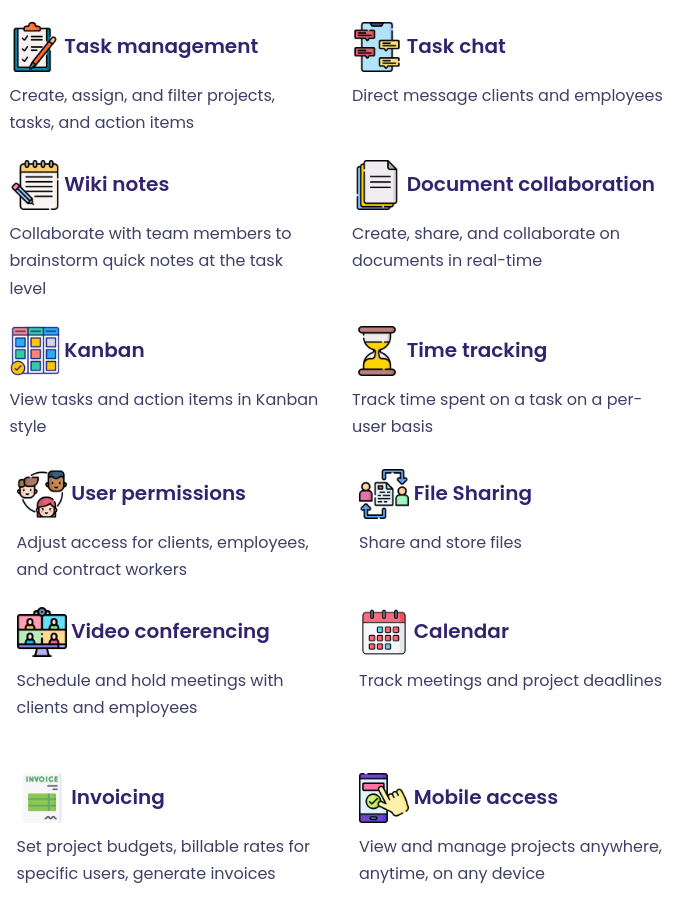 Task management
Create, assign, and filter projects,
tasks, and action items
Task chat
Direct message clients and employees
Wiki notes
Collaborate with team members to
brainstorm quick notes at the task
level
Document collaboration
Create, share, and collaborate on
documents in real-time
Kanban
View tasks and action items in Kanban
style
Time tracking
Track time spent on a task on a per-
user basis
User permissions
Adjust access for clients, employees,
and contract workers
File Sharing
Share and store files
Video conferencing
Schedule and hold meetings with
clients and employees
Calendar
Track meetings and project deadlines
INVOICE
Invoicing
Set project budgets, billable rates for
specific users, generate invoices
Mobile access
View and manage projects anywhere,
anytime, on any device